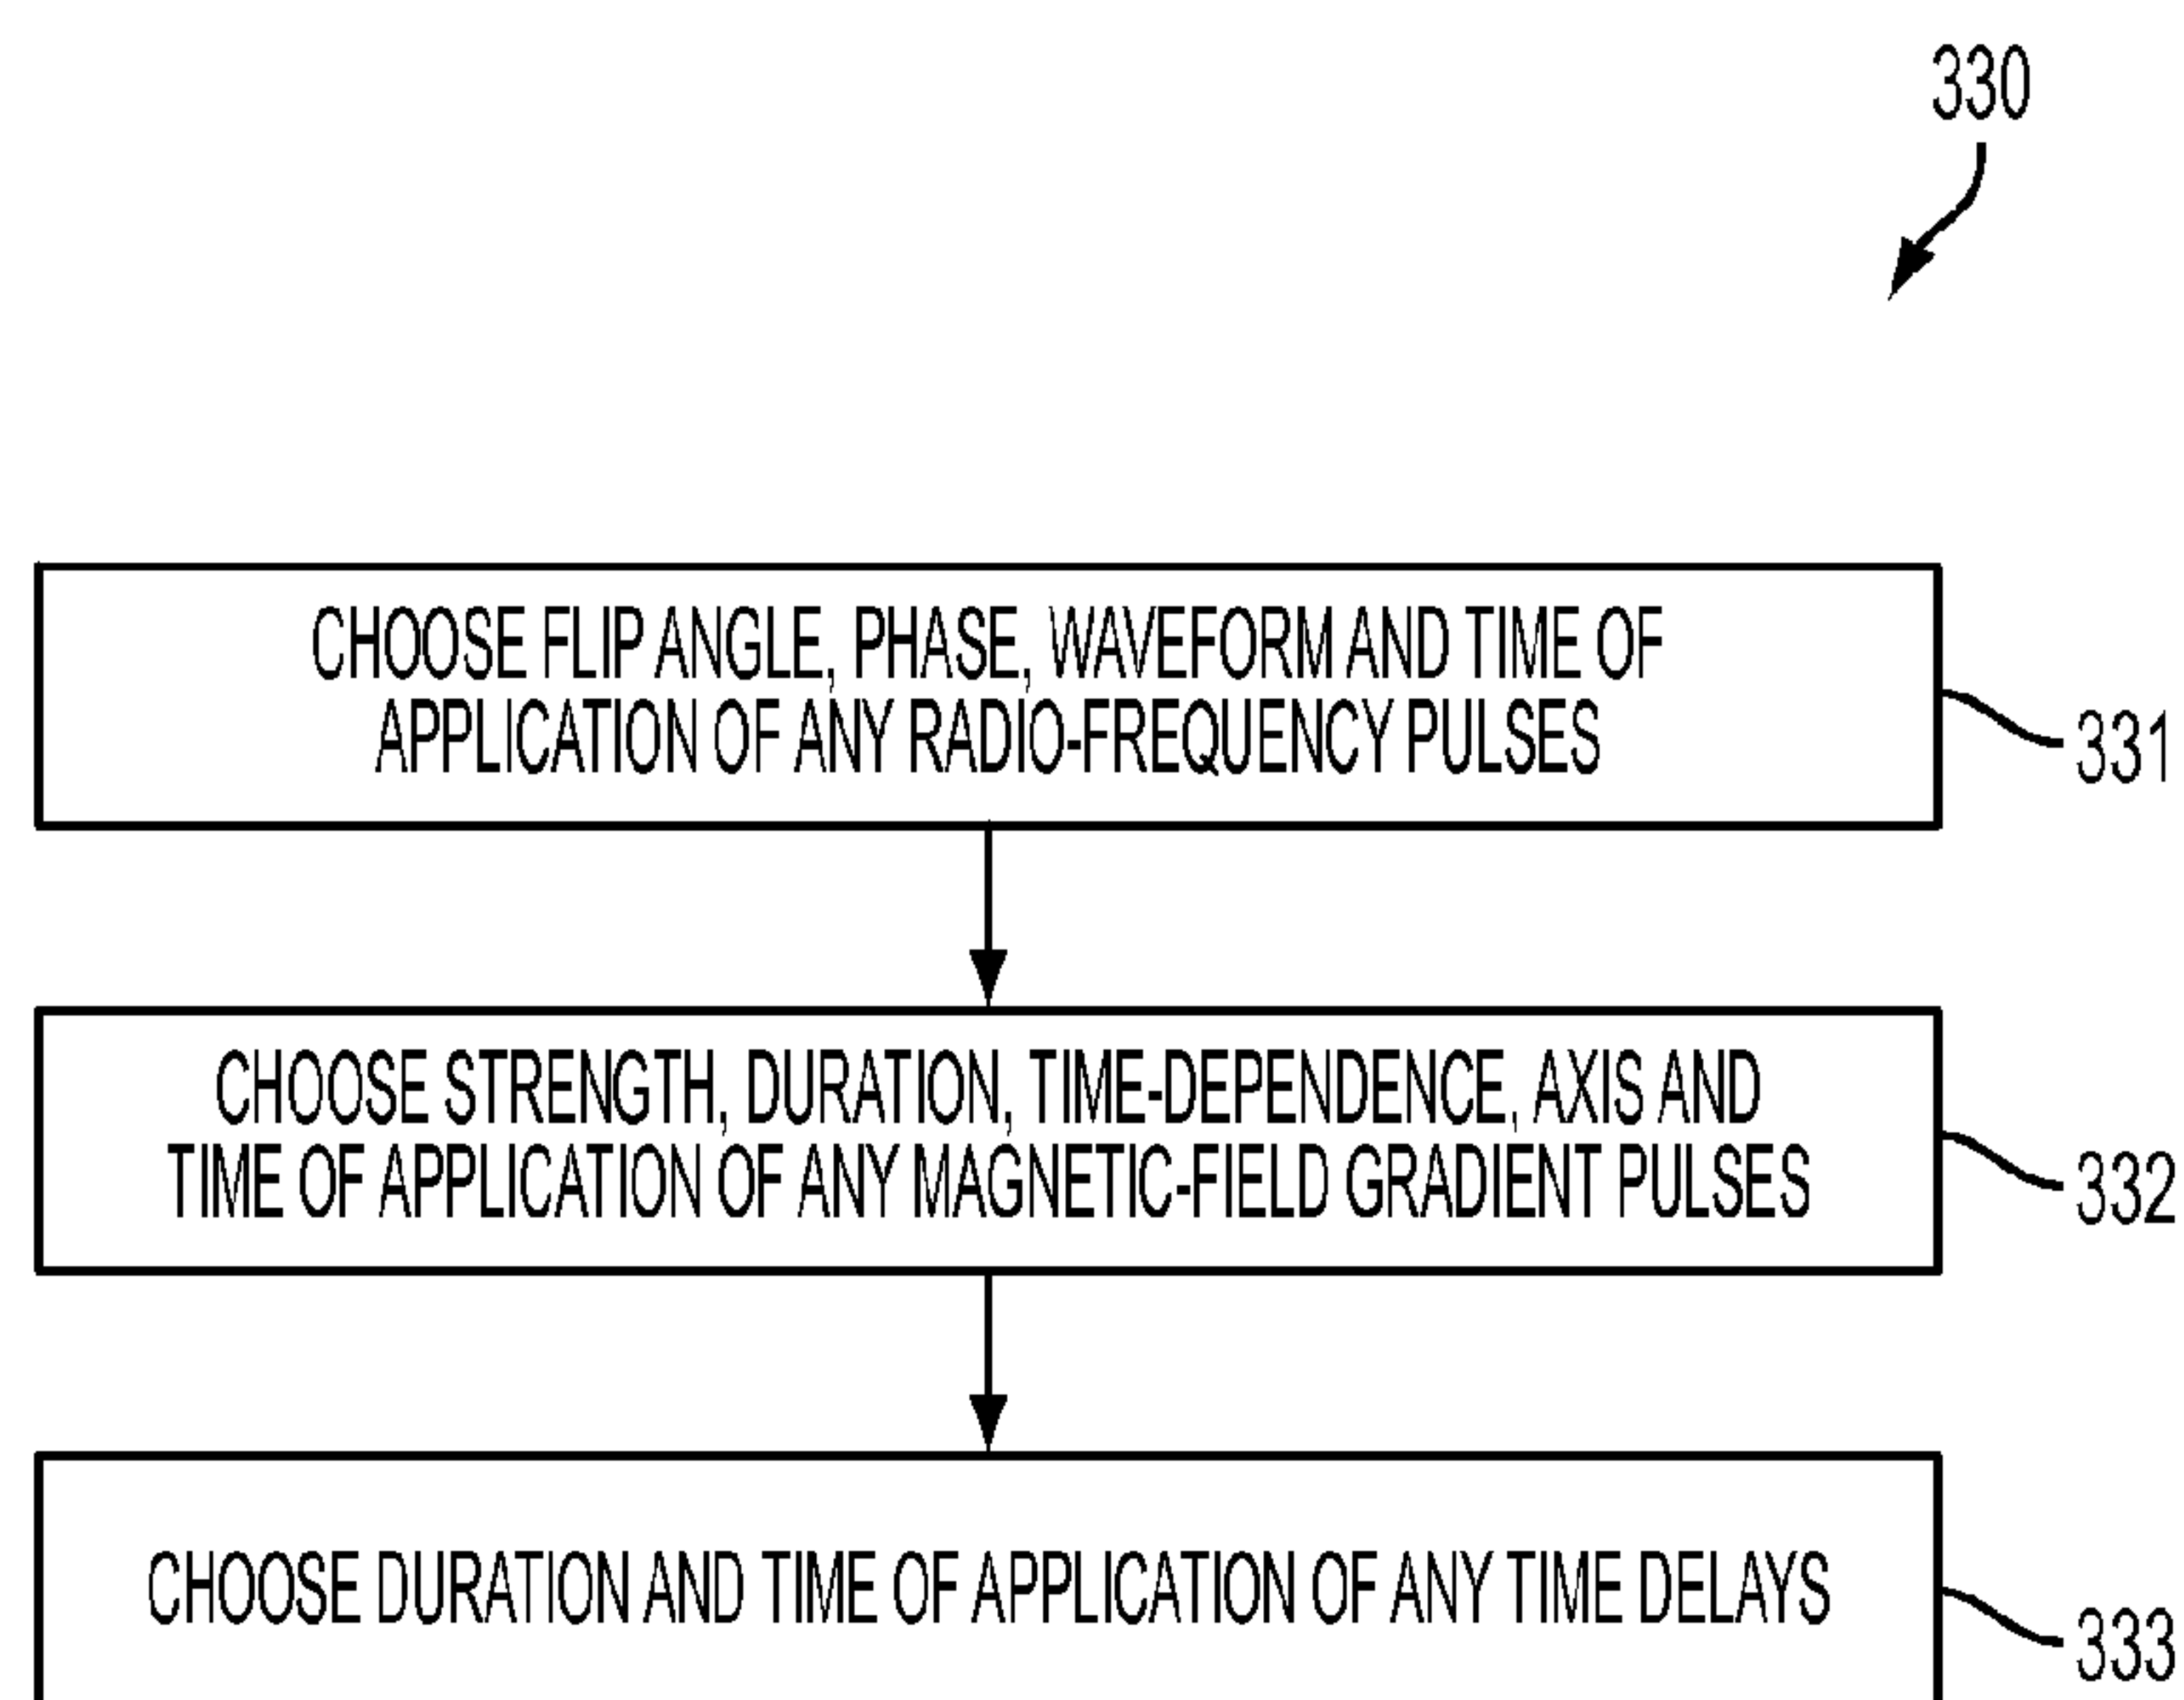 330
CHOOSE FLIP ANGLE, PHASE, WAVEFORM AND TIME OF
APPLICATION OF ANY RADIO-FREQUENCY PULSES
331
CHOOSE STRENGTH, DURATION, TIME-DEPENDENCE, AXIS AND
TIME OF APPLICATION OF ANY MAGNETIC-FIELD GRADIENT PULSES
332
CHOOSE DURATION AND TIME OF APPLICATION OF ANY TIME DELAYS
333